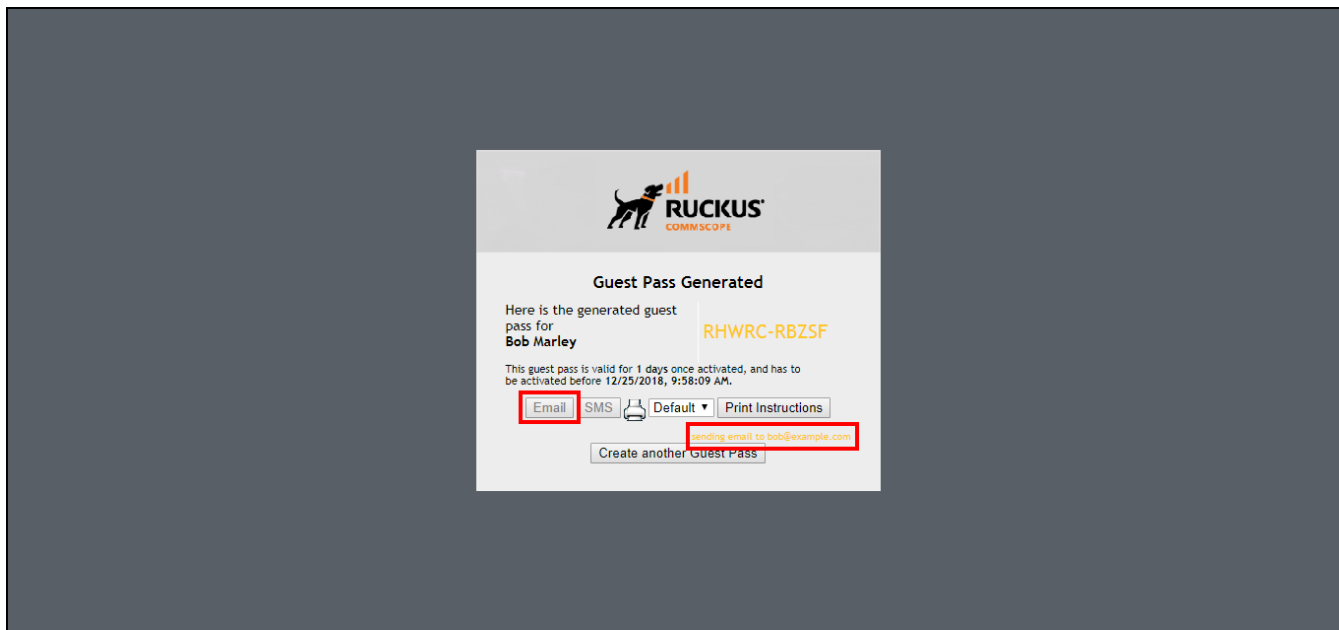 RUCKUS®
COMMSCOPE
Guest Pass Generated
Here is the generated guest
pass for
Bob Marley
RHWRC-RBZSF
This guest pass is valid for 1 days once activated, and has to
be activated before 12/25/2018, 9:58:09 AM.
Email SMS Default Print Instructions
sending email to bob@example.com
Create another Guest Pass